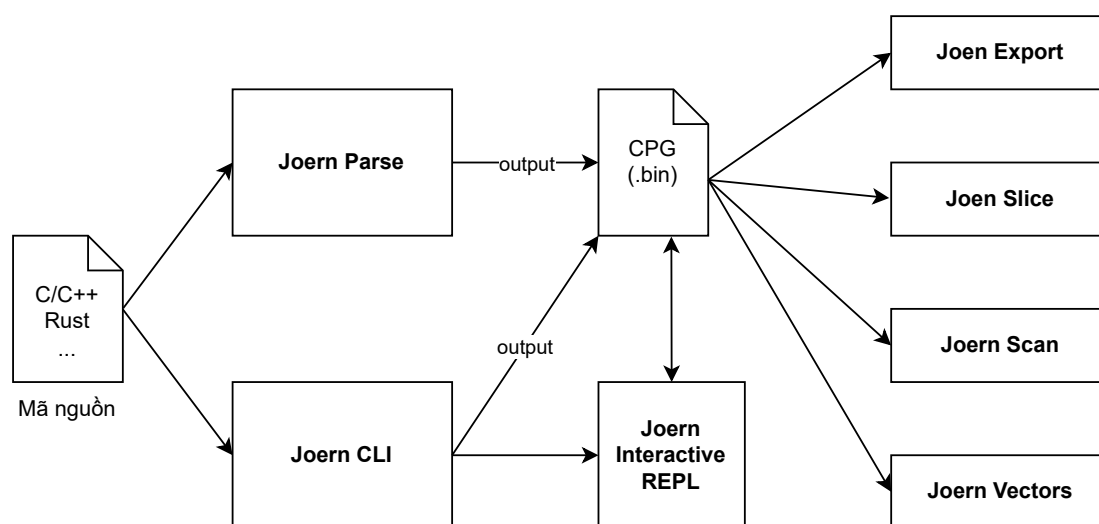 C/C++
Rust
...
Mã nguồn
Joern Parse
Joern CLI
output
output
CPG
(.bin)
Joern
Interactive
REPL
Joen Export
Joen Slice
Joern Scan
Joern Vectors